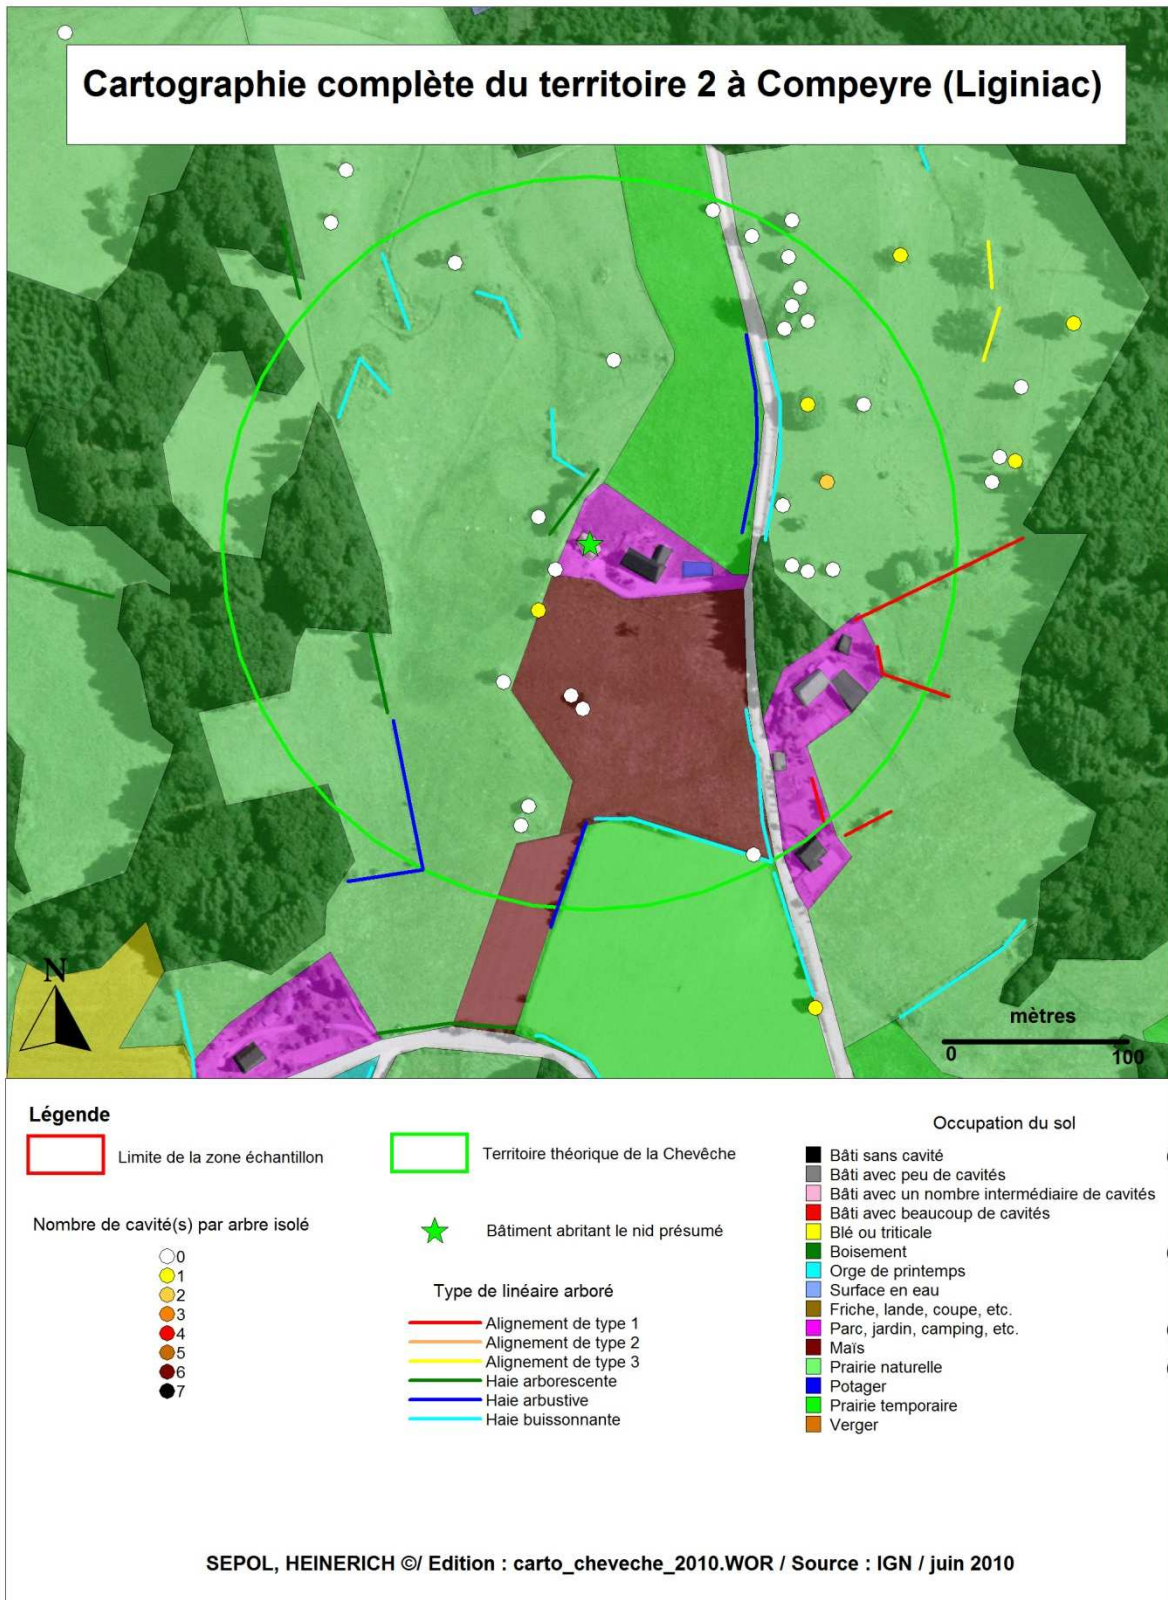 Cartographie complète du territoire 2 à Compeyre (Liginiac)
N
mètres
0
100
Légende
Limite de la zone échantillon
Nombre de cavité(s) par arbre isolé
0
1
2
3
4
5
6
7
Territoire théorique de la Chevêche
Bâtiment abritant le nid présumé
Type de linéaire arboré
Alignement de type 1
Alignement de type 2
Alignement de type 3
Haie arborescente
Haie arbustive
Haie buissonnante
Occupation du sol
Bâti sans cavité
Bâti avec peu de cavités
Bâti avec un nombre intermédiaire de cavités
Bâti avec beaucoup de cavités
Blé ou triticale
Boisement
Orge de printemps
Surface en eau
Friche, lande, coupe, etc.
Parc, jardin, camping, etc.
Maïs
Prairie naturelle
Potager
Prairie temporaire
Verger
SEPOL, HEINERICH ©/ Edition : carto_cheveche_2010.WOR / Source : IGN / juin 2010